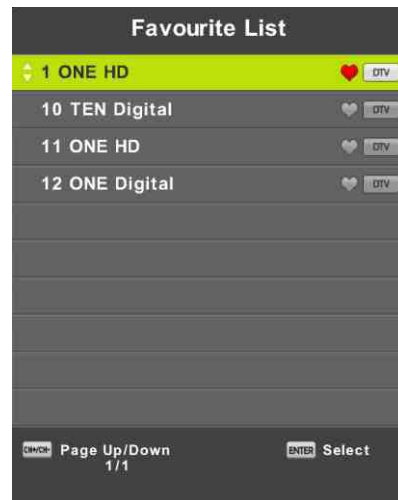 Favourite List
1 ONE HD DTV
10 TEN Digital DTV
11 ONE HD DTV
12 ONE Digital DTV
CH+/CH- Page Up/Down ENTER Select
1/1